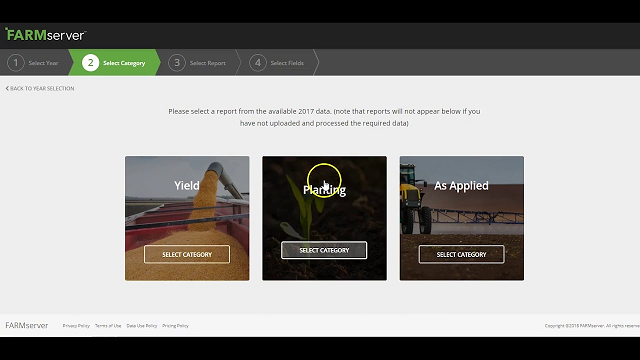 FARMserver
1 Select Year 2 Select Category 3 Select Report 4 Select Fields
BACK TO YEAR SELECTION
Please select a report from the available 2017 data. (note that reports will not appear below if you
have not uploaded and processed the required data)
Yield Planting As Applied
SELECT CATEGORY SELECT CATEGORY SELECT CATEGORY
FARMserver Privacy Policy Terms of Use Data Use Policy Pricing Policy Copyright ©2018 FARMserver. All rights reserve